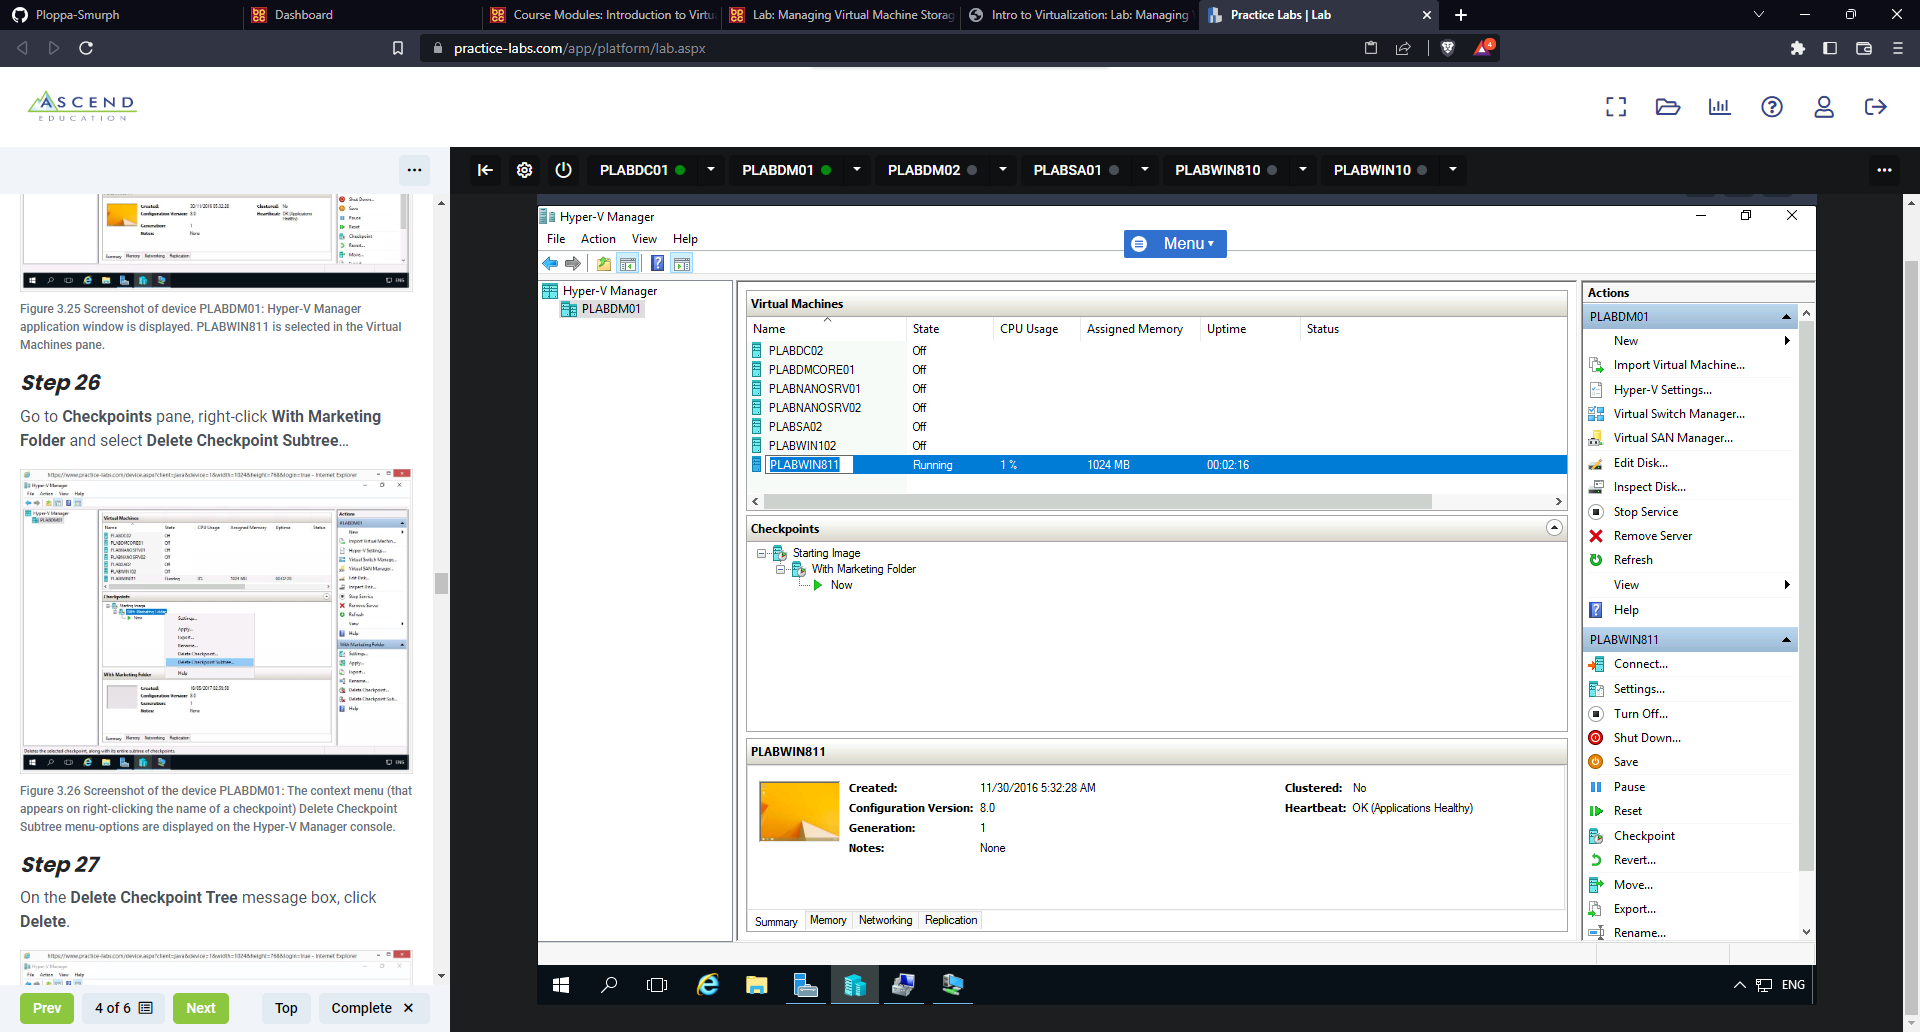 Ploppa-Smurph
Dashboard
Course Modules: Introduction to Virtu
Lab: Managing Virtual Machine Storag
Intro to Virtualization: Lab: Managing
Practice Labs | Lab
practice-labs.com/app/platform/lab.aspx
4
ASCEND
EDUCATION
PLABDC01
PLABDM01
PLABDM02
PLABSA01
PLABWIN810
PLABWIN10
Figure 3.25 Screenshot of device PLABDM01: Hyper-V Manager
application window is displayed. PLABWIN811 is selected in the Virtual
Machines pane.
Step 26
Go to Checkpoints pane, right-click With Marketing
Folder and select Delete Checkpoint Subtree...
Figure 3.26 Screenshot of the device PLABDM01: The context menu (that
appears on right-clicking the name of a checkpoint) Delete Checkpoint
Subtree menu-options are displayed on the Hyper-V Manager console.
Step 27
On the Delete Checkpoint Tree message box, click
Delete.
Prev
4 of 6
Next
Top
Complete
Hyper-V Manager
File Action View Help
Menu
Hyper-V Manager
PLABDM01
Virtual Machines
Name State CPU Usage Assigned Memory Uptime Status
PLABDC02 Off
PLABDMCORE01 Off
PLABNANOSRV01 Off
PLABNANOSRV02 Off
PLABSA02 Off
PLABWIN102 Off
PLABWIN811 Running 1 % 1024 MB 00:02:16
Checkpoints
Starting Image
With Marketing Folder
Now
PLABWIN811
Created: 11/30/2016 5:32:28 AM Clustered: No
Configuration Version: 8.0 Heartbeat: OK (Applications Healthy)
Generation: 1
Notes: None
Summary Memory Networking Replication
Actions
PLABDM01
New
Import Virtual Machine...
Hyper-V Settings...
Virtual Switch Manager...
Virtual SAN Manager...
Edit Disk...
Inspect Disk...
Stop Service
Remove Server
Refresh
View
Help
PLABWIN811
Connect...
Settings...
Turn Off...
Shut Down...
Save
Pause
Reset
Checkpoint
Revert...
Move...
Export...
Rename...
ENG